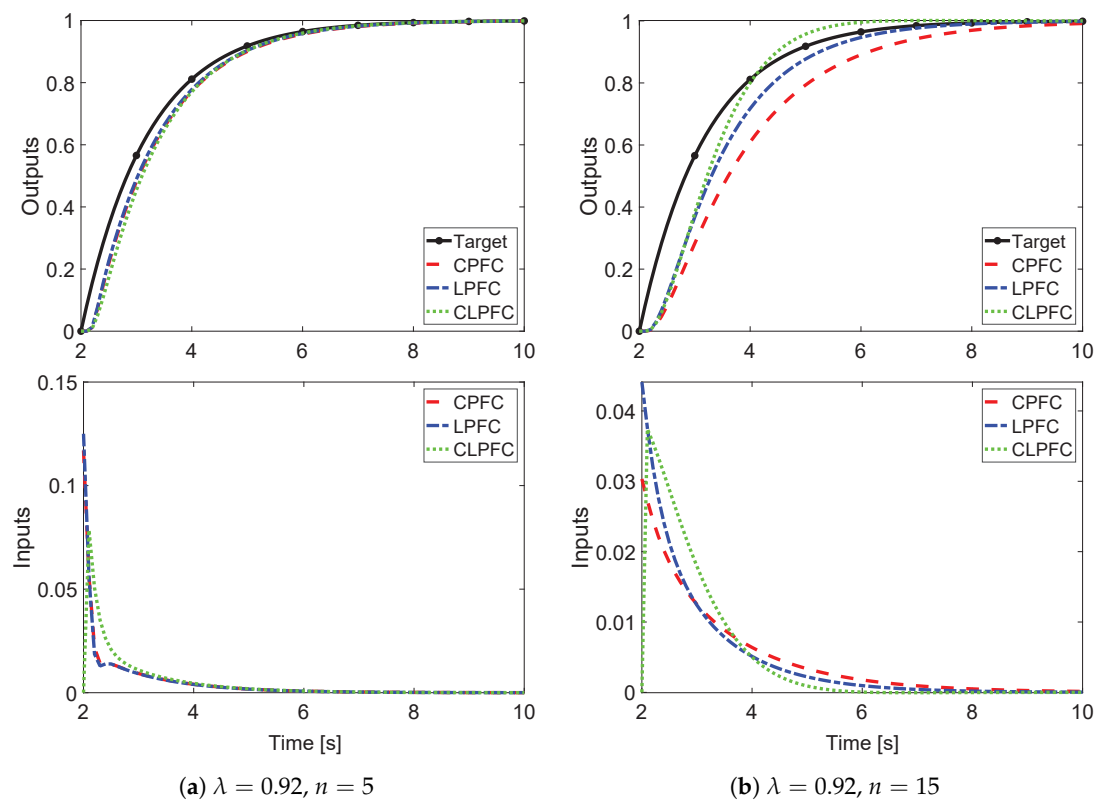 1
0.8
0.6
0.4
0.2
0
Outputs
2
4
6
8
10
Target
CPFC
LPFC
CLPFC
1
0.8
0.6
0.4
0.2
0
Outputs
2
4
6
8
10
Target
CPFC
LPFC
CLPFC
0.15
0.1
0.05
0
Inputs
2
4
6
8
10
Time [s]
CPFC
LPFC
CLPFC
0.04
0.03
0.02
0.01
0
Inputs
2
4
6
8
10
Time [s]
CPFC
LPFC
CLPFC
(a) λ = 0.92, n = 5
(b) λ = 0.92, n = 15